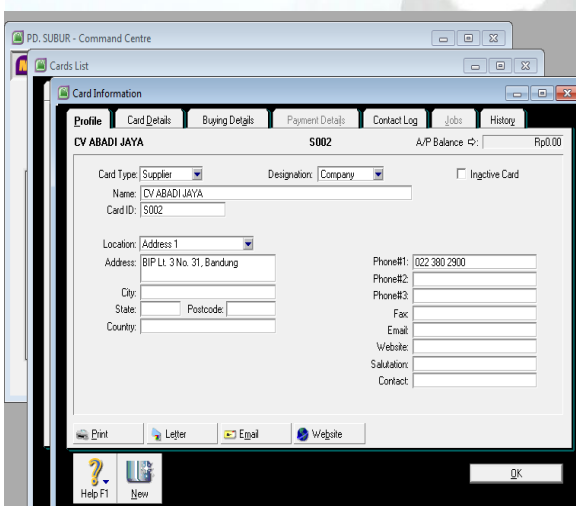 PD. SUBUR - Command Centre
Cards List
Card Information
Profile Card Details Buying Details Payment Details Contact Log Jobs History
CV ABADI JAYA S002 A/P Balance Rp0.00
Card Type: Supplier Designation: Company Inactive Card
Name: CV ABADI JAYA
Card ID: S002
Location: Address 1
Address: BIP Lt. 3 No. 31, Bandung Phone#1: 022 380 2900
Phone#2:
City: Phone#3:
State: Postcode: Fax:
Country: Email:
Website:
Salutation:
Contact:
Print Letter Email Website
Help F1 New OK